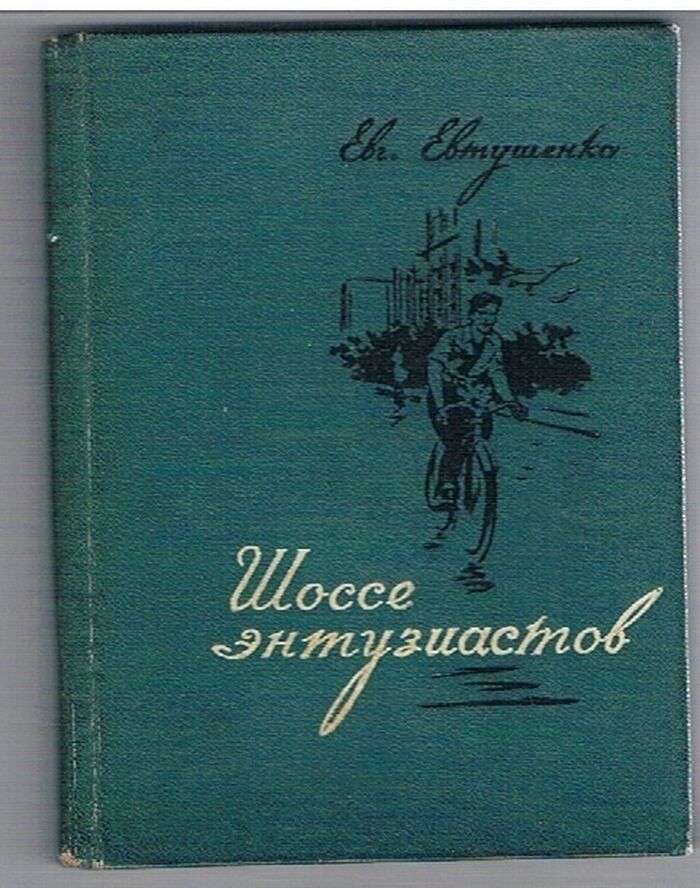 Евг. Евтушенко
Шоссе
энтузиастов